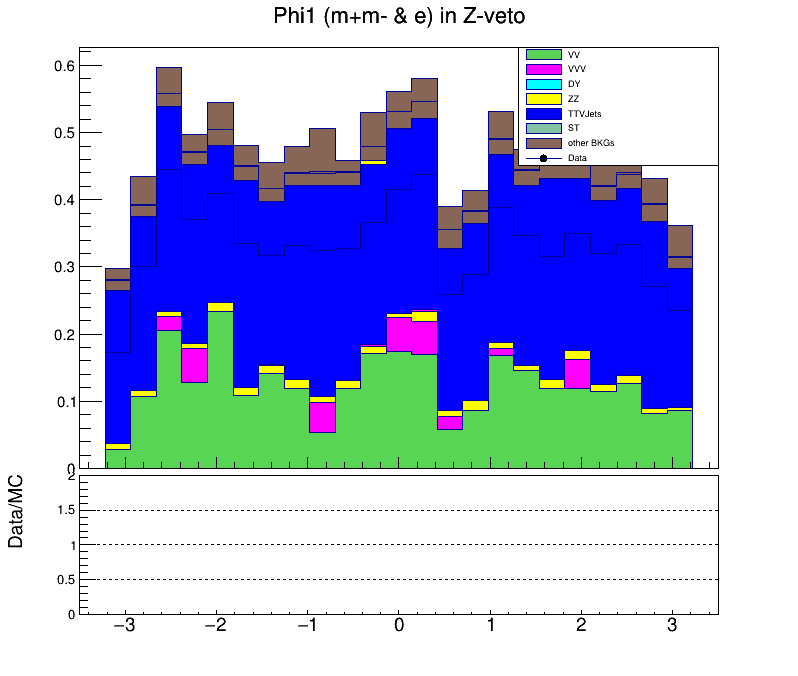 Phi1 (m+m- & e) in Z-veto
0.6
0.5
0.4
0.3
0.2
0.1
0
VV
VVV
DY
ZZ
TTVJets
ST
other BKGs
Data
Data/MC
2
1.5
1
0.5
0
−3 −2 −1 0 1 2 3